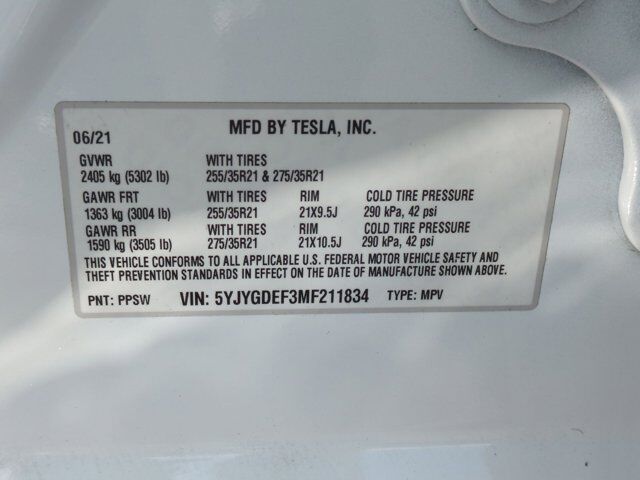 06/21 MFD BY TESLA, INC.
GVWR WITH TIRES
2405 kg (5302 lb) 255/35R21 & 275/35R21
GAWR FRT WITH TIRES RIM COLD TIRE PRESSURE
1363 kg (3004 lb) 255/35R21 21X9.5J 290 kPa, 42 psi
GAWR RR WITH TIRES RIM COLD TIRE PRESSURE
1590 kg (3505 lb) 275/35R21 21X10.5J 290 kPa, 42 psi
THIS VEHICLE CONFORMS TO ALL APPLICABLE U.S. FEDERAL MOTOR VEHICLE SAFETY AND
THEFT PREVENTION STANDARDS IN EFFECT ON THE DATE OF MANUFACTURE SHOWN ABOVE.
PNT: PPSW VIN: 5YJYGDEF3MF211834 TYPE: MPV